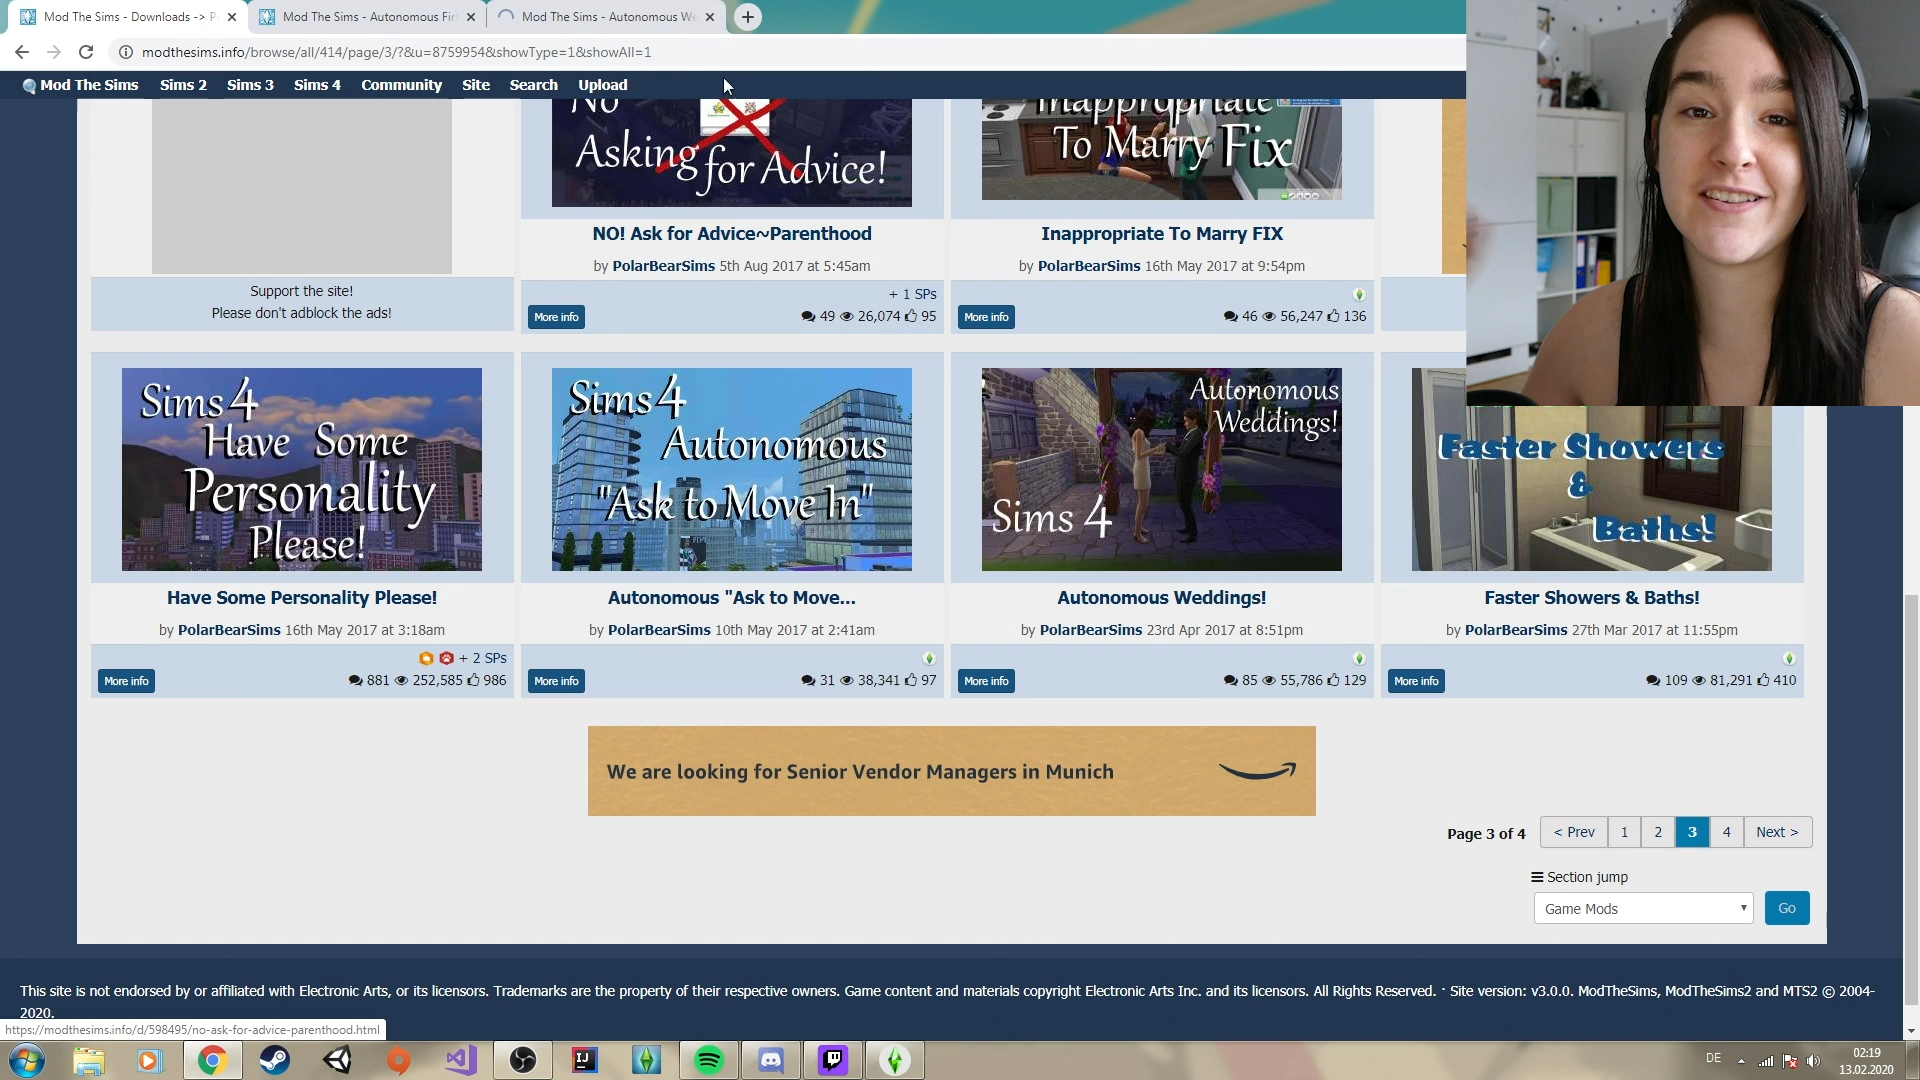 Mod The Sims - Downloads -> P
Mod The Sims - Autonomous Fir
Mod The Sims - Autonomous We
modthesims.info/browse/all/414/page/3/?&u=8759954&showType=1&showAll=1
Mod The Sims
Sims 2
Sims 3
Sims 4
Community
Site
Search
Upload
No
Asking for Advice!
Inappropriate
To Marry Fix
Support the site!
Please don't adblock the ads!
NO! Ask for Advice~Parenthood
by PolarBearSims 5th Aug 2017 at 5:45am
+ 1 SPs
More info
49 26,074 95
Inappropriate To Marry FIX
by PolarBearSims 16th May 2017 at 9:54pm
More info
46 56,247 136
Sims 4
Have Some
Personality
Please!
Have Some Personality Please!
by PolarBearSims 16th May 2017 at 3:18am
+ 2 SPs
More info
881 252,585 986
Sims 4
Autonomous
"Ask to Move In"
Autonomous "Ask to Move...
by PolarBearSims 10th May 2017 at 2:41am
More info
31 38,341 97
Autonomous
Weddings!
Sims 4
Autonomous Weddings!
by PolarBearSims 23rd Apr 2017 at 8:51pm
More info
85 55,786 129
Faster Showers
&
Baths!
Faster Showers & Baths!
by PolarBearSims 27th Mar 2017 at 11:55pm
More info
109 81,291 410
We are looking for Senior Vendor Managers in Munich
Page 3 of 4
< Prev
1
2
3
4
Next >
Section jump
Game Mods
Go
This site is not endorsed by or affiliated with Electronic Arts, or its licensors. Trademarks are the property of their respective owners. Game content and materials copyright Electronic Arts Inc. and its licensors. All Rights Reserved. · Site version: v3.0.0. ModTheSims, ModTheSims2 and MTS2 © 2004-
2020.
https://modthesims.info/d/598495/no-ask-for-advice-parenthood.html
IJ
DE
02:19
13.02.2020